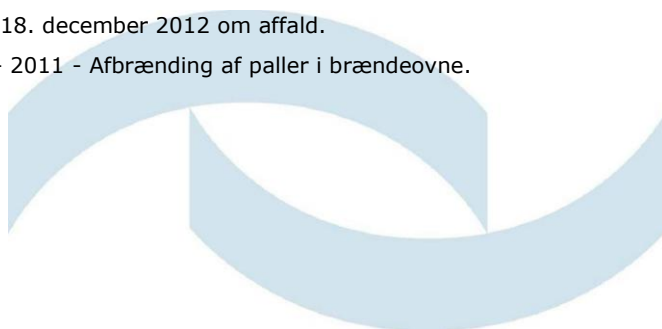 18. december 2012 om affald.
2011 - Afbrænding af paller i brændeovne.